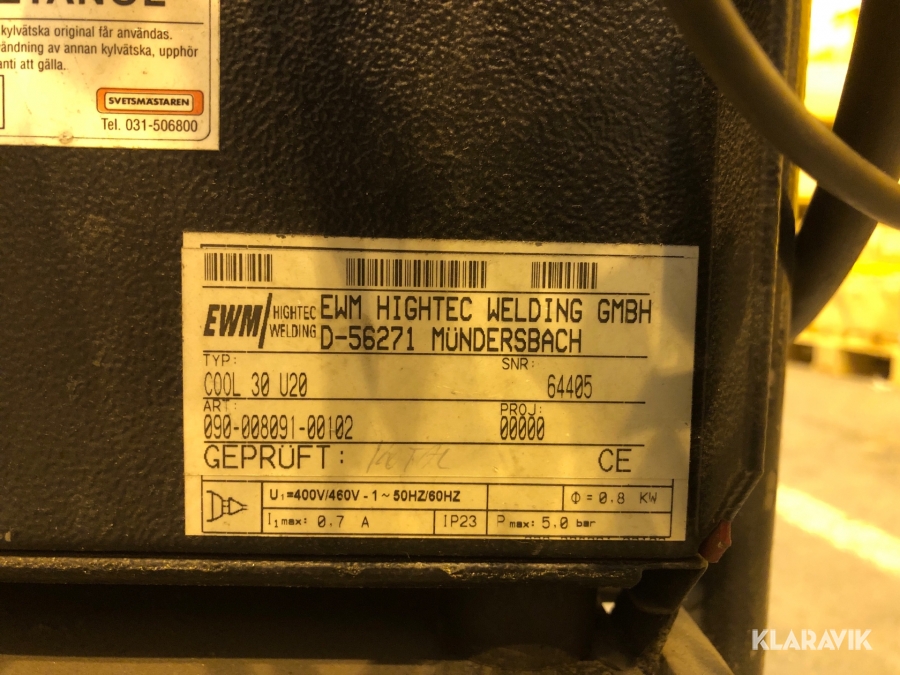 kylvätska original får användas.
ändning av annan kylvätska, upphör
anti att gälla.
SVETSMÄSTAREN
Tel. 031-506800
EWM HIGHTEC WELDING
EWM HIGHTEC WELDING GMBH
D-56271 MÜNDERSBACH
TYP: SNR:
COOL 30 U20 64405
ART: PROJ:
090-008091-00102 00000
GEPRÜFT: CE
U1=400V/460V - 1~50HZ/60HZ Φ=0.8 KW
I1max: 0.7 A IP23 Pmax: 5.0 bar
KLARAVIK